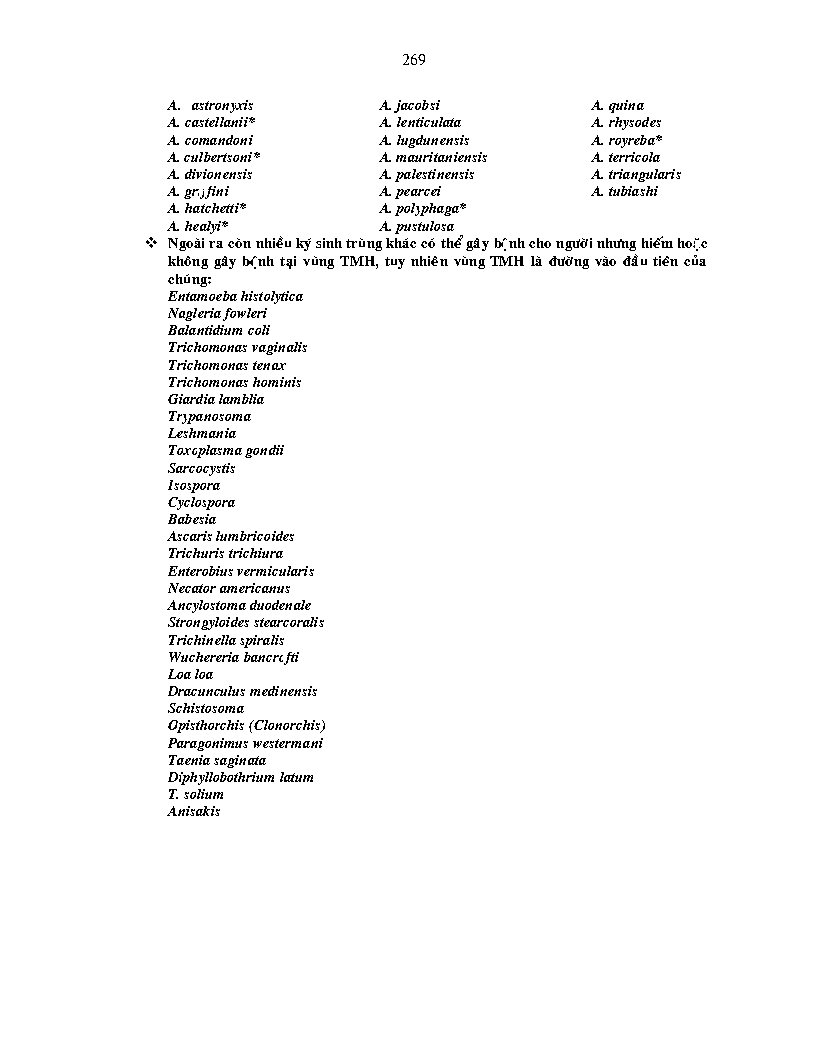 269
A. astronyxis A. jacobsi A. quina
A. castellanii* A. lenticulata A. rhysodes
A. comandoni A. lugdunensis A. royreba*
A. culbertsoni* A. mauritaniensis A. terricola
A. divionensis A. palestinensis A. triangularis
A. griffini A. pearcei A. tubiashi
A. hatchetti* A. polyphaga*
A. healyi* A. pustulosa
❖ Ngoài ra còn nhiều ký sinh trùng khác có thể gây bệnh cho người nhưng hiếm hoặc
không gây bệnh tại vùng TMH, tuy nhiên vùng TMH là đường vào đầu tiên của
chúng:
Entamoeba histolytica
Nagleria fowleri
Balantidium coli
Trichomonas vaginalis
Trichomonas tenax
Trichomonas hominis
Giardia lamblia
Trypanosoma
Leshmania
Toxoplasma gondii
Sarcocystis
Isospora
Cyclospora
Babesia
Ascaris lumbricoides
Trichuris trichiura
Enterobius vermicularis
Necator americanus
Ancylostoma duodenale
Strongyloides stearcoralis
Trichinella spiralis
Wuchereria bancrofti
Loa loa
Dracunculus medinensis
Schistosoma
Opisthorchis (Clonorchis)
Paragonimus westermani
Taenia saginata
Diphyllobothrium latum
T. solium
Anisakis